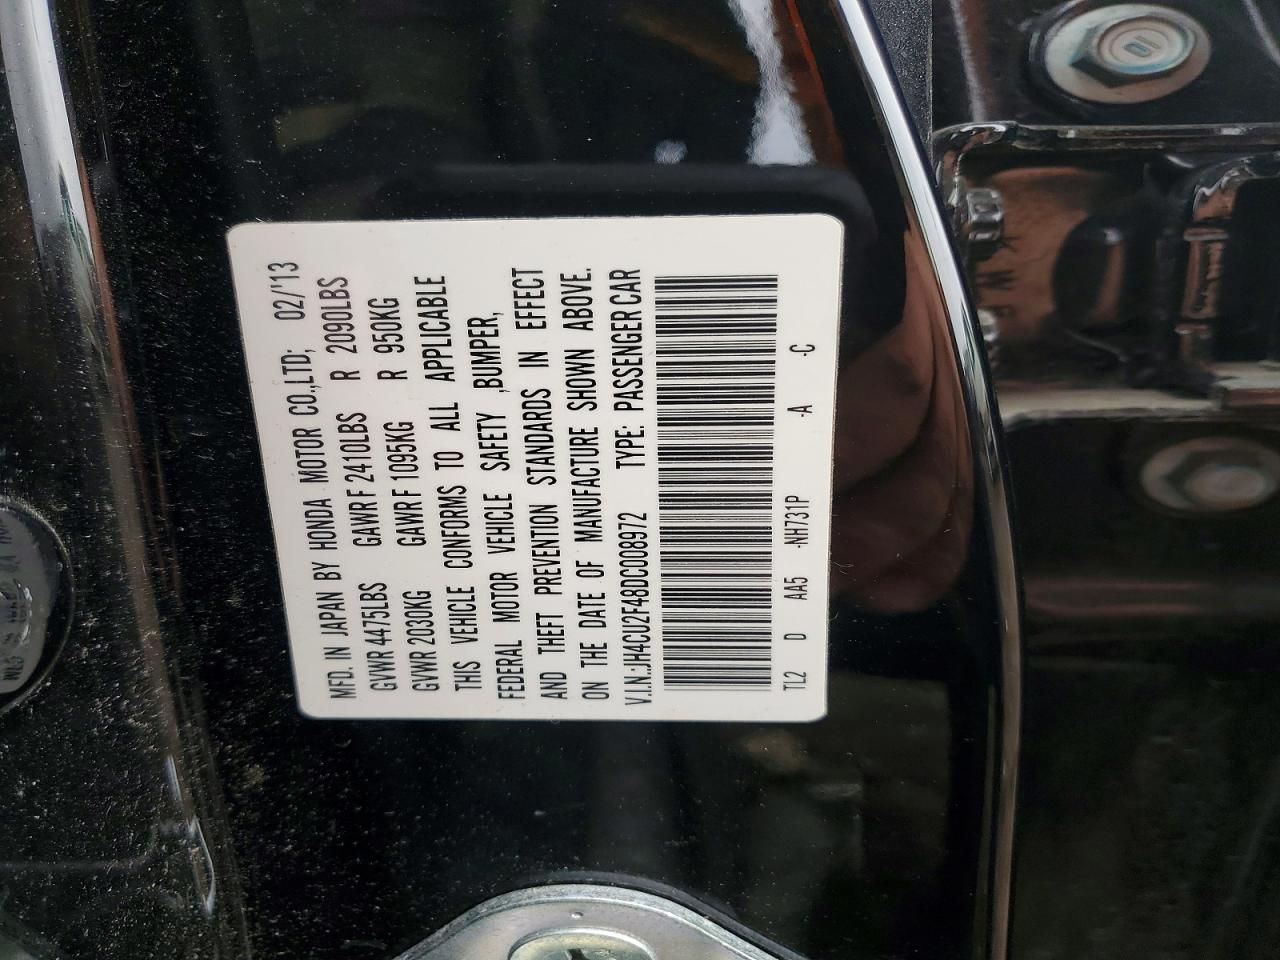 MFD. IN JAPAN BY HONDA MOTOR CO.,LTD; 02/'13
GVWR 4475LBS GAWR F 2410LBS R 2090LBS
GVWR 2030KG GAWR F 1095KG R 950KG
THIS VEHICLE CONFORMS TO ALL APPLICABLE
FEDERAL MOTOR VEHICLE SAFETY ,BUMPER,
AND THEFT PREVENTION STANDARDS IN EFFECT
ON THE DATE OF MANUFACTURE SHOWN ABOVE.
V.I.N.:JH4CU2F48DC008972 TYPE: PASSENGER CAR
TL2 D AA5 -NH731P -A -C